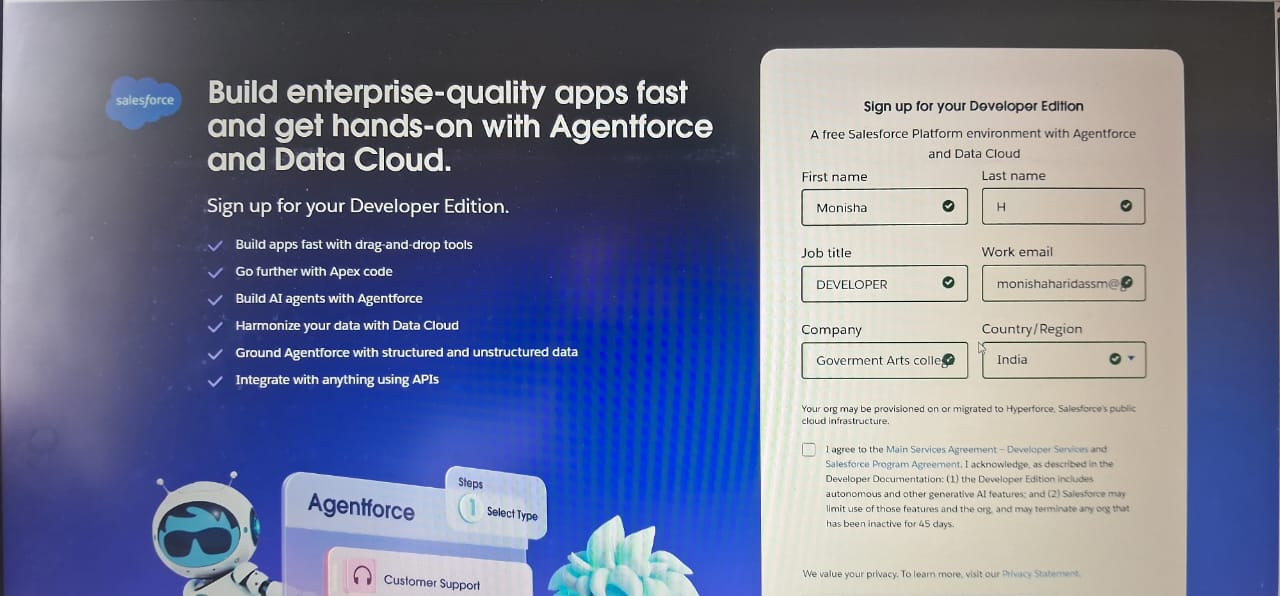 salesforce
Build enterprise-quality apps fast
and get hands-on with Agentforce
and Data Cloud.
Sign up for your Developer Edition.
Build apps fast with drag-and-drop tools
Go further with Apex code
Build AI agents with Agentforce
Harmonize your data with Data Cloud
Ground Agentforce with structured and unstructured data
Integrate with anything using APIs
Agentforce
Steps
1 Select Type
Customer Support
Sign up for your Developer Edition
A free Salesforce Platform environment with Agentforce
and Data Cloud
First name
Last name
Monisha
H
Job title
Work email
DEVELOPER
monishaharidassm@
Company
Country/Region
Goverment Arts colleg
India
Your org may be provisioned on or migrated to Hyperforce, Salesforce's public
cloud infrastructure.
I agree to the Main Services Agreement – Developer Services and
Salesforce Program Agreement. I acknowledge, as described in the
Developer Documentation: (1) the Developer Edition includes
autonomous and other generative AI features; and (2) Salesforce may
limit use of those features and the org, and may terminate any org that
has been inactive for 45 days.
We value your privacy. To learn more, visit our Privacy Statement.